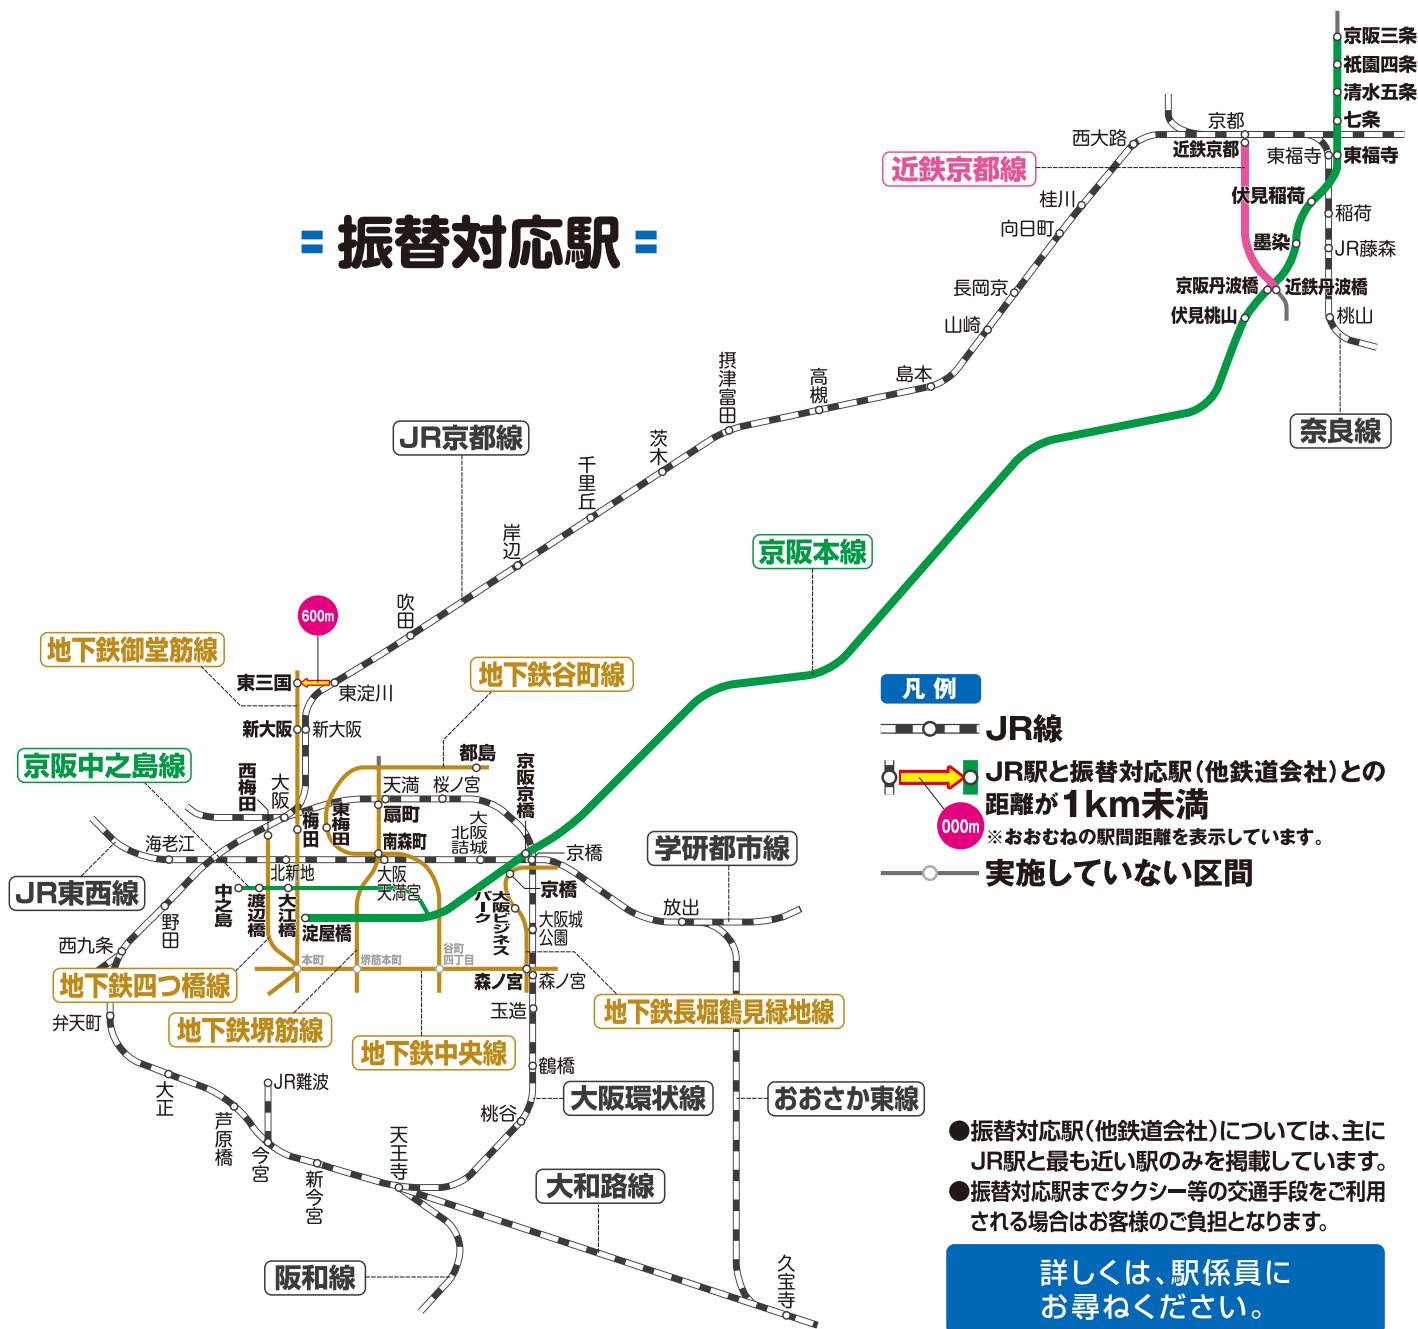 京阪三条
祇園四条
清水五条
七条
京都
西大路
近鉄京都
東福寺
東福寺
近鉄京都線
伏見稲荷
桂川
稲荷
向日町
墨染
JR藤森
振替対応駅
京阪丹波橋
近鉄丹波橋
長岡京
伏見桃山
桃山
山崎
摂津富田
高槻
島本
奈良線
JR京都線
茨木
千里丘
岸辺
京阪本線
吹田
600m
地下鉄御堂筋線
地下鉄谷町線
東三国
東淀川
凡例
新大阪
新大阪
JR線
京阪中之島線
都島
京阪京橋
西梅田
大阪
天満
桜ノ宮
JR駅と振替対応駅(他鉄道会社)との
距離が1km未満
000m
※おおむねの駅間距離を表示しています。
梅田
東梅田
扇町
南森町
大阪城北詰
海老江
京橋
学研都市線
実施していない区間
JR東西線
北新地
大阪天満宮
京橋
中之島
渡辺橋
大江橋
淀屋橋
大阪ビジネスパーク
放出
野田
大阪城公園
西九条
本町
堺筋本町
谷町四丁目
地下鉄四つ橋線
森ノ宮
森ノ宮
地下鉄長堀鶴見緑地線
弁天町
地下鉄堺筋線
玉造
地下鉄中央線
鶴橋
大正
JR難波
大阪環状線
おおさか東線
芦原橋
桃谷
今宮
天王寺
●振替対応駅(他鉄道会社)については、主に
JR駅と最も近い駅のみを掲載しています。
新今宮
大和路線
●振替対応駅までタクシー等の交通手段をご利用
される場合はお客様のご負担となります。
阪和線
久宝寺
詳しくは、駅係員に
お尋ねください。